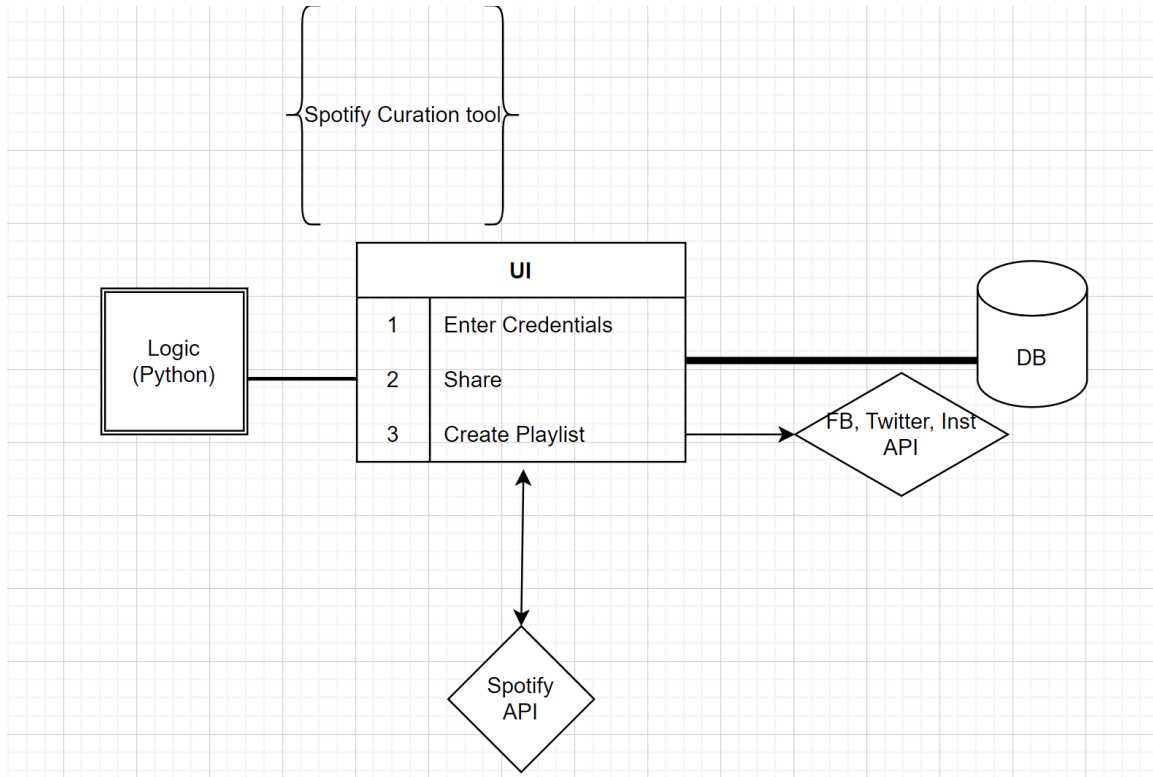 Spotify Curation tool
UI
1 Enter Credentials
2 Share
3 Create Playlist
Logic
(Python)
DB
FB, Twitter, Inst
API
Spotify
API